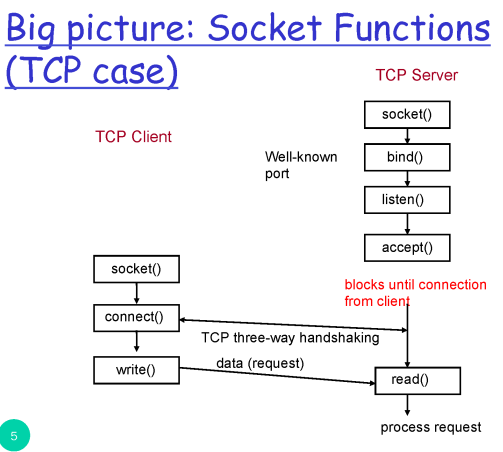 Big picture: Socket Functions
(TCP case)
TCP Server
socket()
TCP Client
Well-known
port
bind()
listen()
accept()
socket()
blocks until connection
from client
connect()
TCP three-way handshaking
data (request)
write()
read()
process request
5